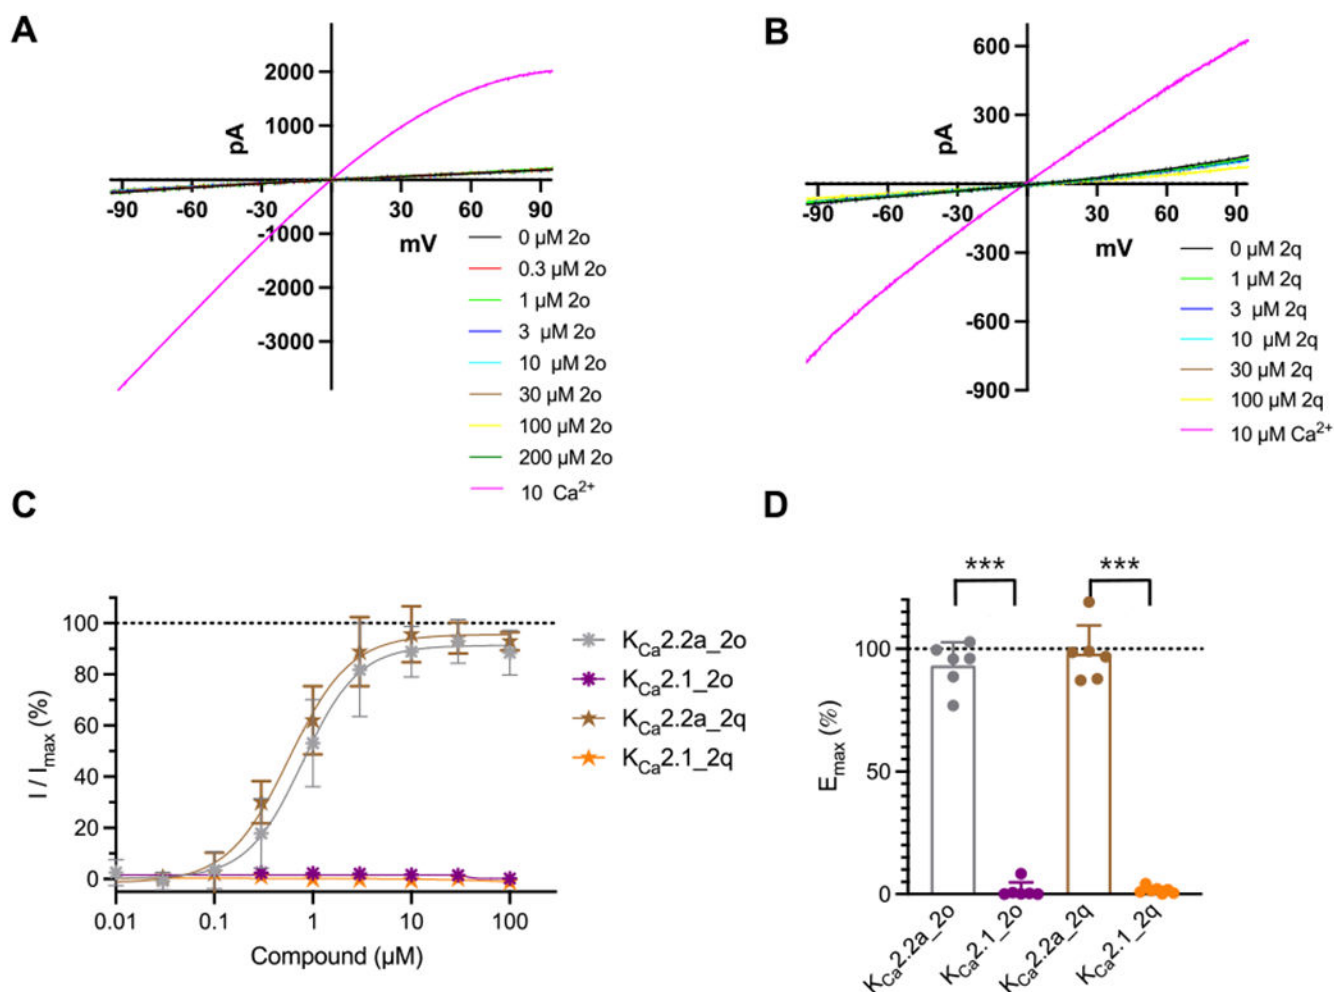 A
pA
2000
1000
-90 -60 -30 30 60 90
-1000
-2000
-3000
mV
0 µM 2o
0.3 µM 2o
1 µM 2o
3 µM 2o
10 µM 2o
30 µM 2o
100 µM 2o
200 µM 2o
10 Ca²⁺
B
pA
600
300
-90 -60 -30 30 60 90
-300
-600
-900
mV
0 µM 2q
1 µM 2q
3 µM 2q
10 µM 2q
30 µM 2q
100 µM 2q
10 µM Ca²⁺
C
I / Imax (%)
100
80
60
40
20
0
0.01 0.1 1 10 100
Compound (µM)
KCa2.2a_2o
KCa2.1_2o
KCa2.2a_2q
KCa2.1_2q
D
*** ***
Emax (%)
100
50
0
KCa2.2a_2o
KCa2.1_2o
KCa2.2a_2q
KCa2.1_2q